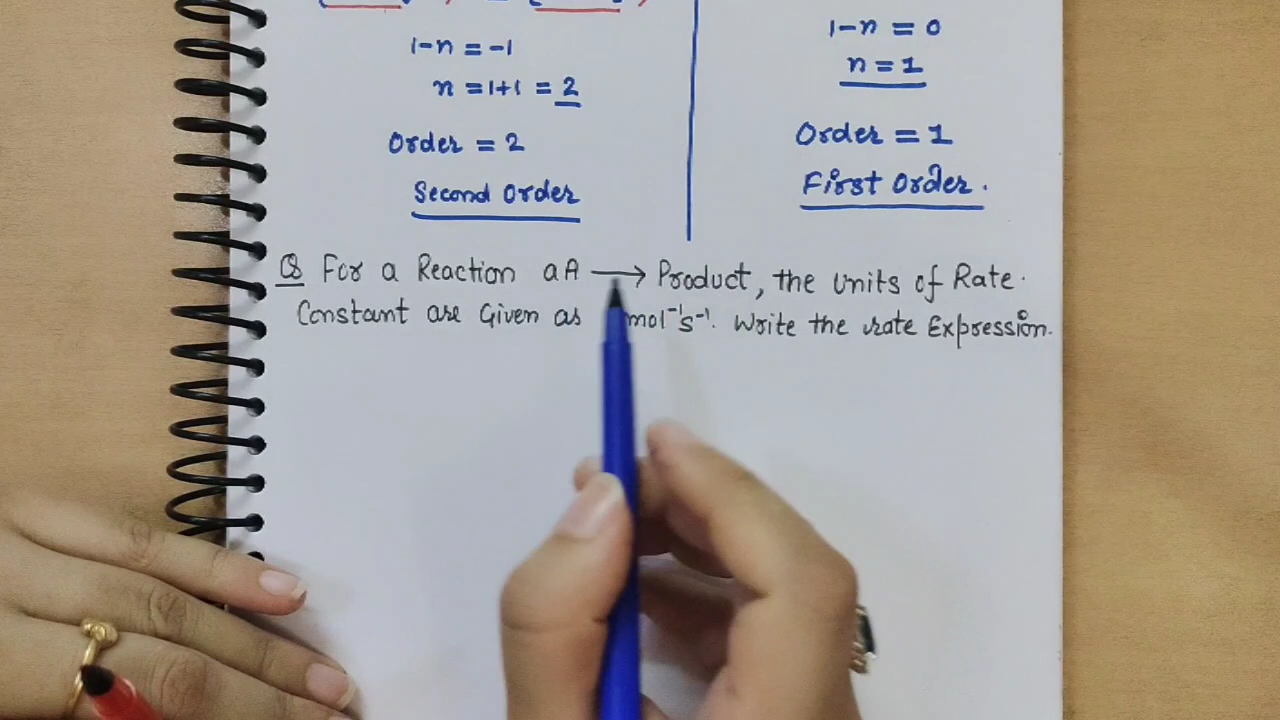 1-n = -1
n = 1+1 = 2
Order = 2
Second Order
1-n = 0
n = 1
Order = 1
First Order.
Q For a Reaction aA ⟶ Product, the units of Rate.
Constant are Given as mol⁻¹s⁻¹. Write the rate Expression.